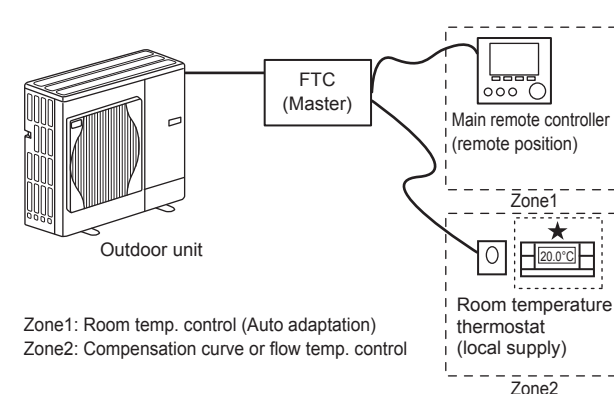 FTC
(Master)
Main remote controller
(remote position)
Zone1
Outdoor unit
20.0°C
Room temperature
thermostat
(local supply)
Zone2
Zone1: Room temp. control (Auto adaptation)
Zone2: Compensation curve or flow temp. control